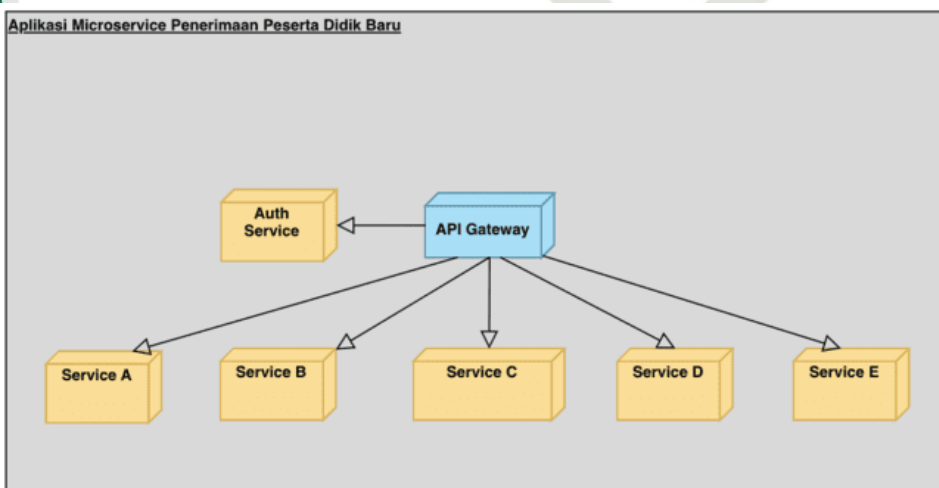 Aplikasi Microservice Penerimaan Peserta Didik Baru
Auth
Service
API Gateway
Service A
Service B
Service C
Service D
Service E